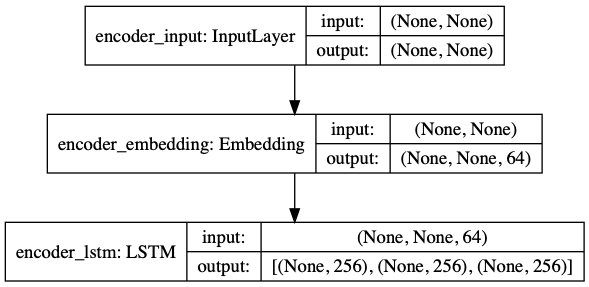 encoder_input: InputLayer
input: (None, None)
output: (None, None)
encoder_embedding: Embedding
input: (None, None)
output: (None, None, 64)
encoder_lstm: LSTM
input: (None, None, 64)
output: [(None, 256), (None, 256), (None, 256)]